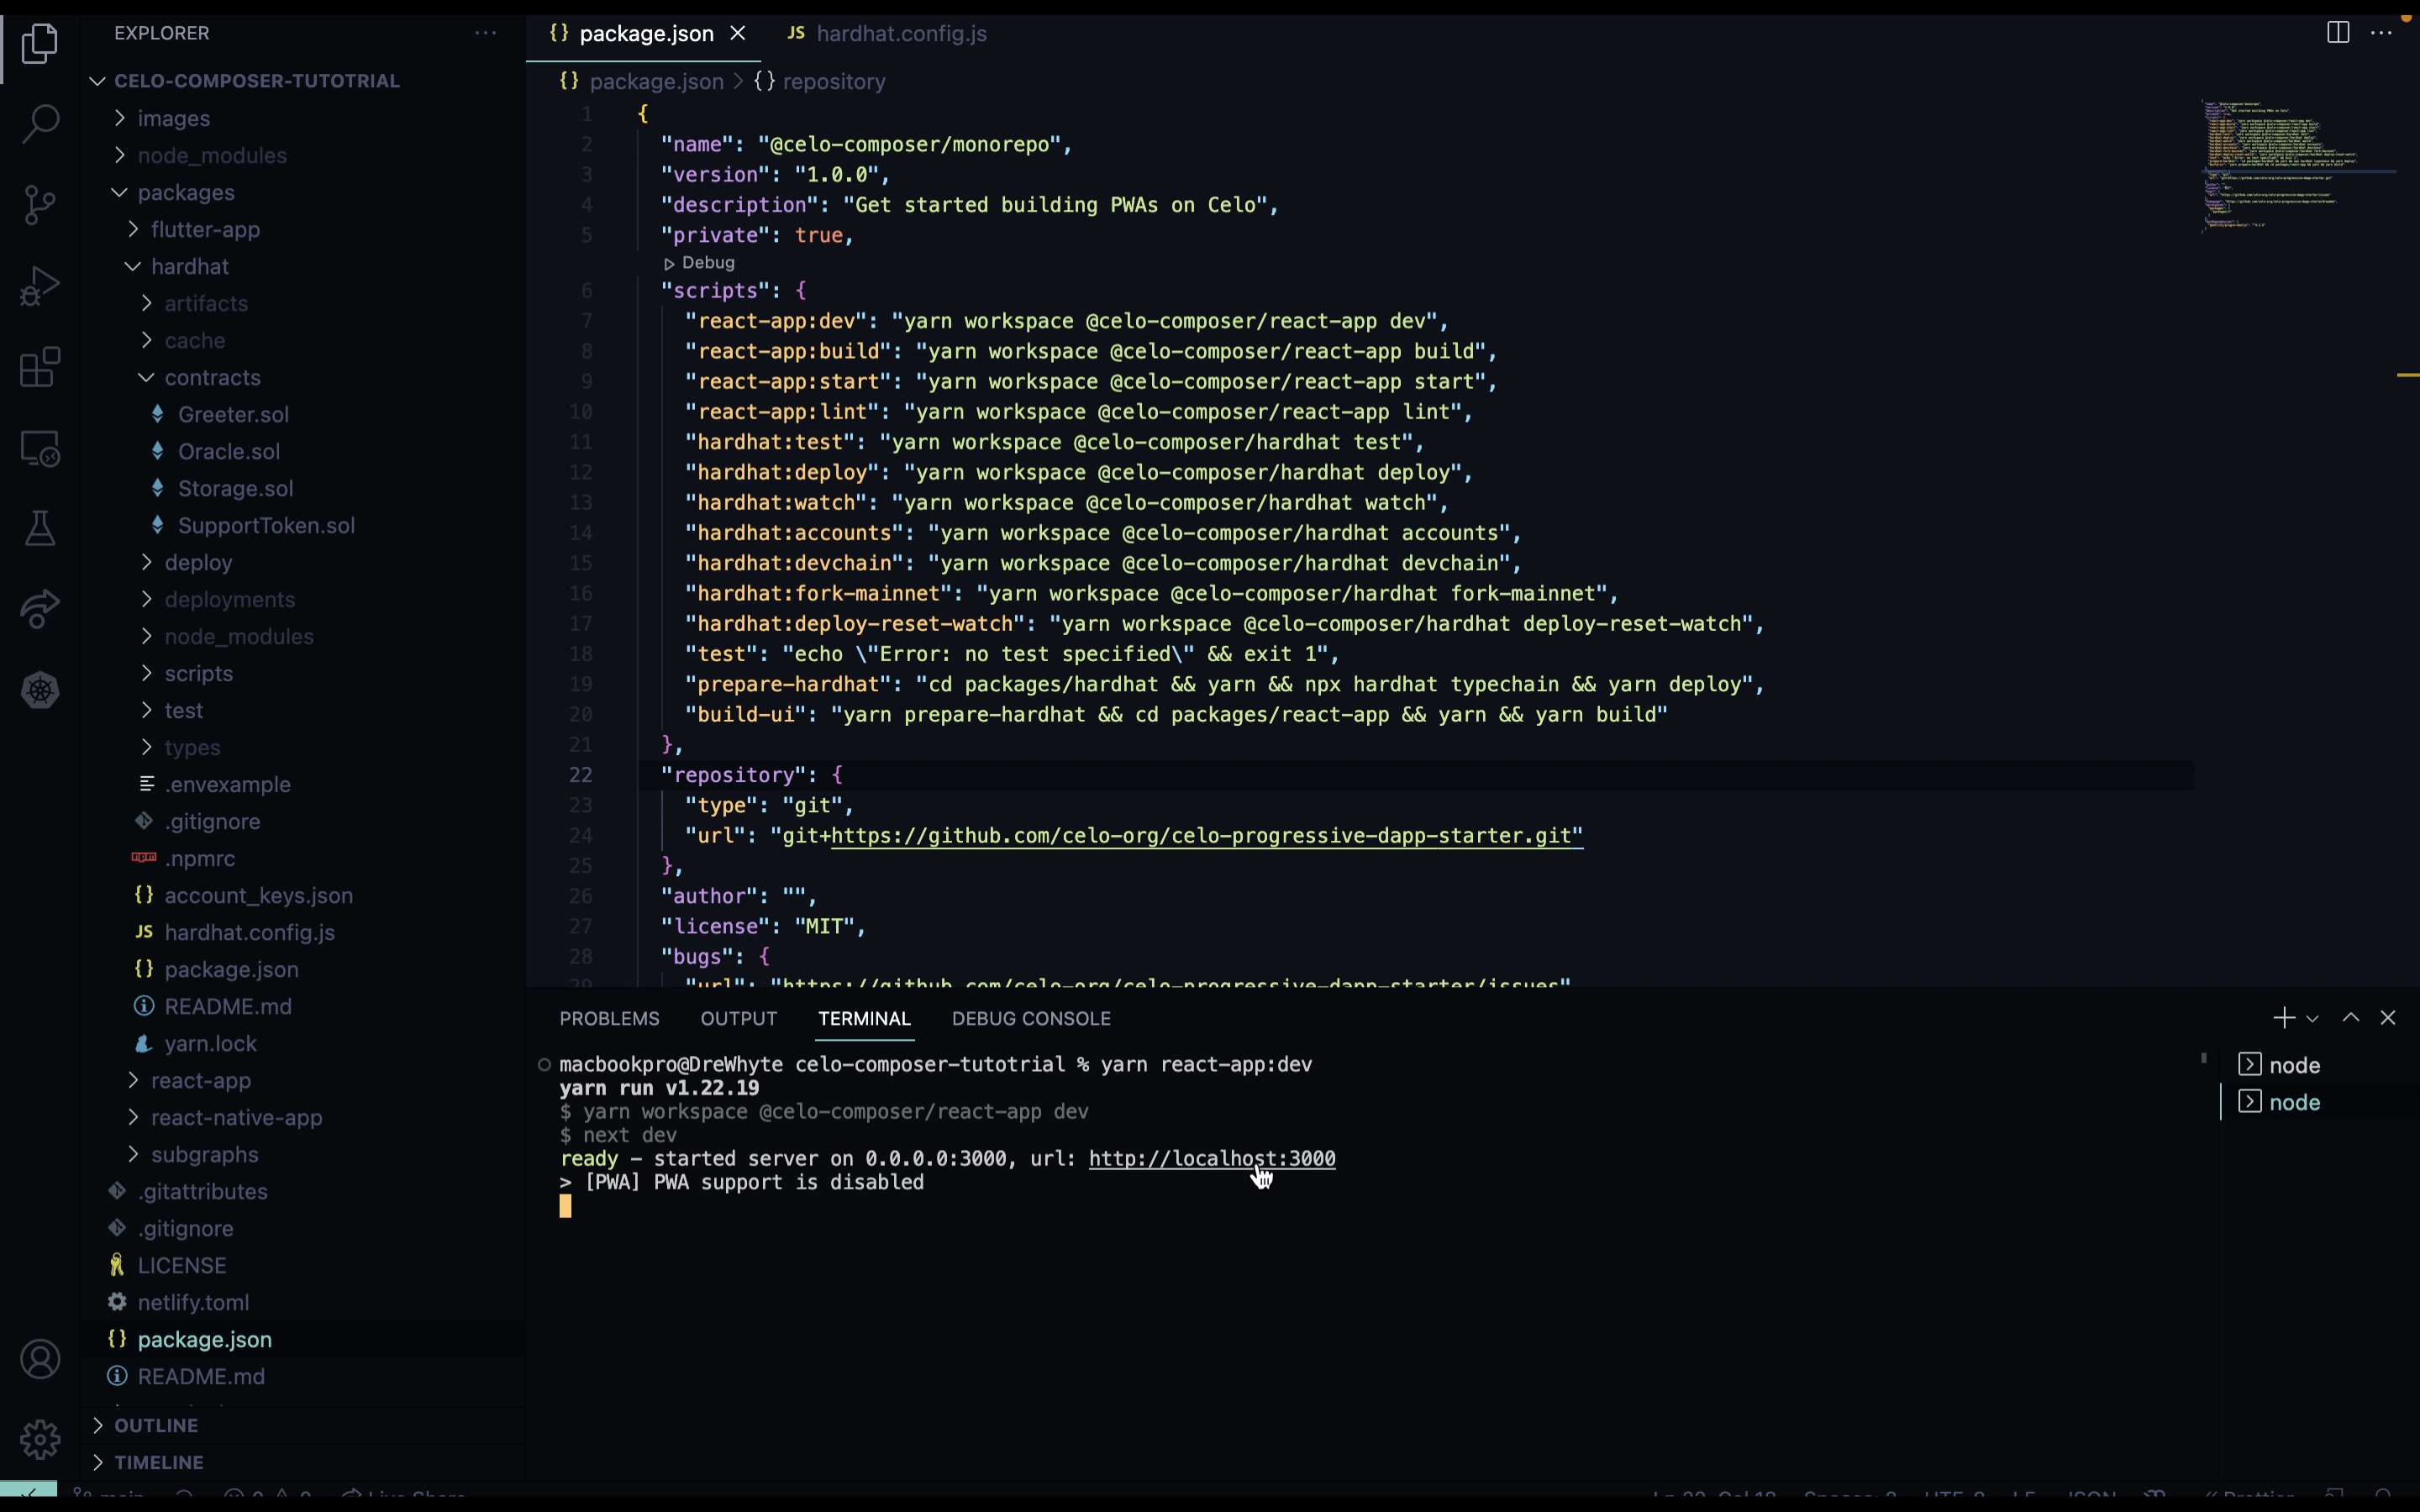 EXPLORER
CELO-COMPOSER-TUTOTRIAL
images
node_modules
packages
flutter-app
hardhat
artifacts
cache
contracts
Greeter.sol
Oracle.sol
Storage.sol
SupportToken.sol
deploy
deployments
node_modules
scripts
test
types
.envexample
.gitignore
.npmrc
account_keys.json
hardhat.config.js
package.json
README.md
yarn.lock
react-app
react-native-app
subgraphs
.gitattributes
.gitignore
LICENSE
netlify.toml
package.json
README.md
OUTLINE
TIMELINE
{} package.json JS hardhat.config.js
{} package.json > {} repository
1 {
2 "name": "@celo-composer/monorepo",
3 "version": "1.0.0",
4 "description": "Get started building PWAs on Celo",
5 "private": true,
Debug
6 "scripts": {
7 "react-app:dev": "yarn workspace @celo-composer/react-app dev",
8 "react-app:build": "yarn workspace @celo-composer/react-app build",
9 "react-app:start": "yarn workspace @celo-composer/react-app start",
10 "react-app:lint": "yarn workspace @celo-composer/react-app lint",
11 "hardhat:test": "yarn workspace @celo-composer/hardhat test",
12 "hardhat:deploy": "yarn workspace @celo-composer/hardhat deploy",
13 "hardhat:watch": "yarn workspace @celo-composer/hardhat watch",
14 "hardhat:accounts": "yarn workspace @celo-composer/hardhat accounts",
15 "hardhat:devchain": "yarn workspace @celo-composer/hardhat devchain",
16 "hardhat:fork-mainnet": "yarn workspace @celo-composer/hardhat fork-mainnet",
17 "hardhat:deploy-reset-watch": "yarn workspace @celo-composer/hardhat deploy-reset-watch",
18 "test": "echo \"Error: no test specified\" && exit 1",
19 "prepare-hardhat": "cd packages/hardhat && yarn && npx hardhat typechain && yarn deploy",
20 "build-ui": "yarn prepare-hardhat && cd packages/react-app && yarn && yarn build"
21 },
22 "repository": {
23 "type": "git",
24 "url": "git+https://github.com/celo-org/celo-progressive-dapp-starter.git"
25 },
26 "author": "",
27 "license": "MIT",
28 "bugs": {
29 "url": "https://github.com/celo-org/celo-progressive-dapp-starter/issues"
PROBLEMS OUTPUT TERMINAL DEBUG CONSOLE
macbookpro@DreWhyte celo-composer-tutotrial % yarn react-app:dev
yarn run v1.22.19
$ yarn workspace @celo-composer/react-app dev
$ next dev
ready - started server on 0.0.0.0:3000, url: http://localhost:3000
> [PWA] PWA support is disabled
node
node